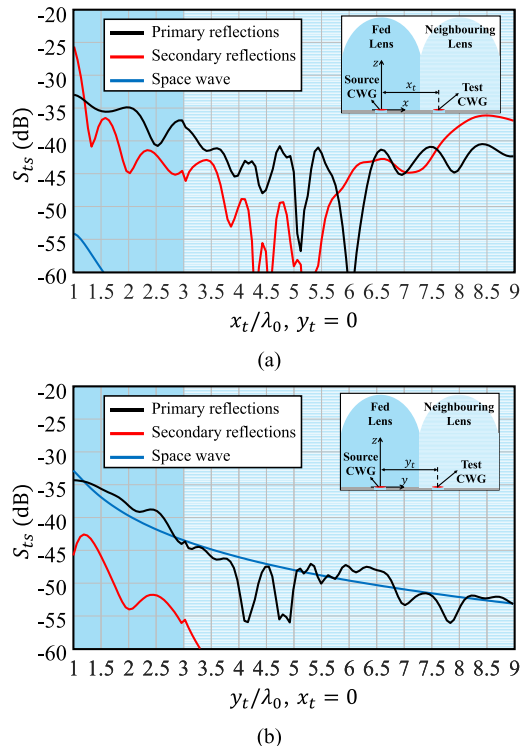 (a)
-20
-25
-30
-35
-40
-45
-50
-55
-60
S_ts (dB)
Primary reflections
Secondary reflections
Space wave
Fed Lens
Neighbouring Lens
z
x_t
Source CWG
x
Test CWG
1 1.5 2 2.5 3 3.5 4 4.5 5 5.5 6 6.5 7 7.5 8 8.5 9
x_t/λ_0, y_t = 0
(a)
-20
-25
-30
-35
-40
-45
-50
-55
-60
S_ts (dB)
Primary reflections
Secondary reflections
Space wave
Fed Lens
Neighbouring Lens
z
y_t
Source CWG
y
Test CWG
1 1.5 2 2.5 3 3.5 4 4.5 5 5.5 6 6.5 7 7.5 8 8.5 9
y_t/λ_0, x_t = 0
(b)